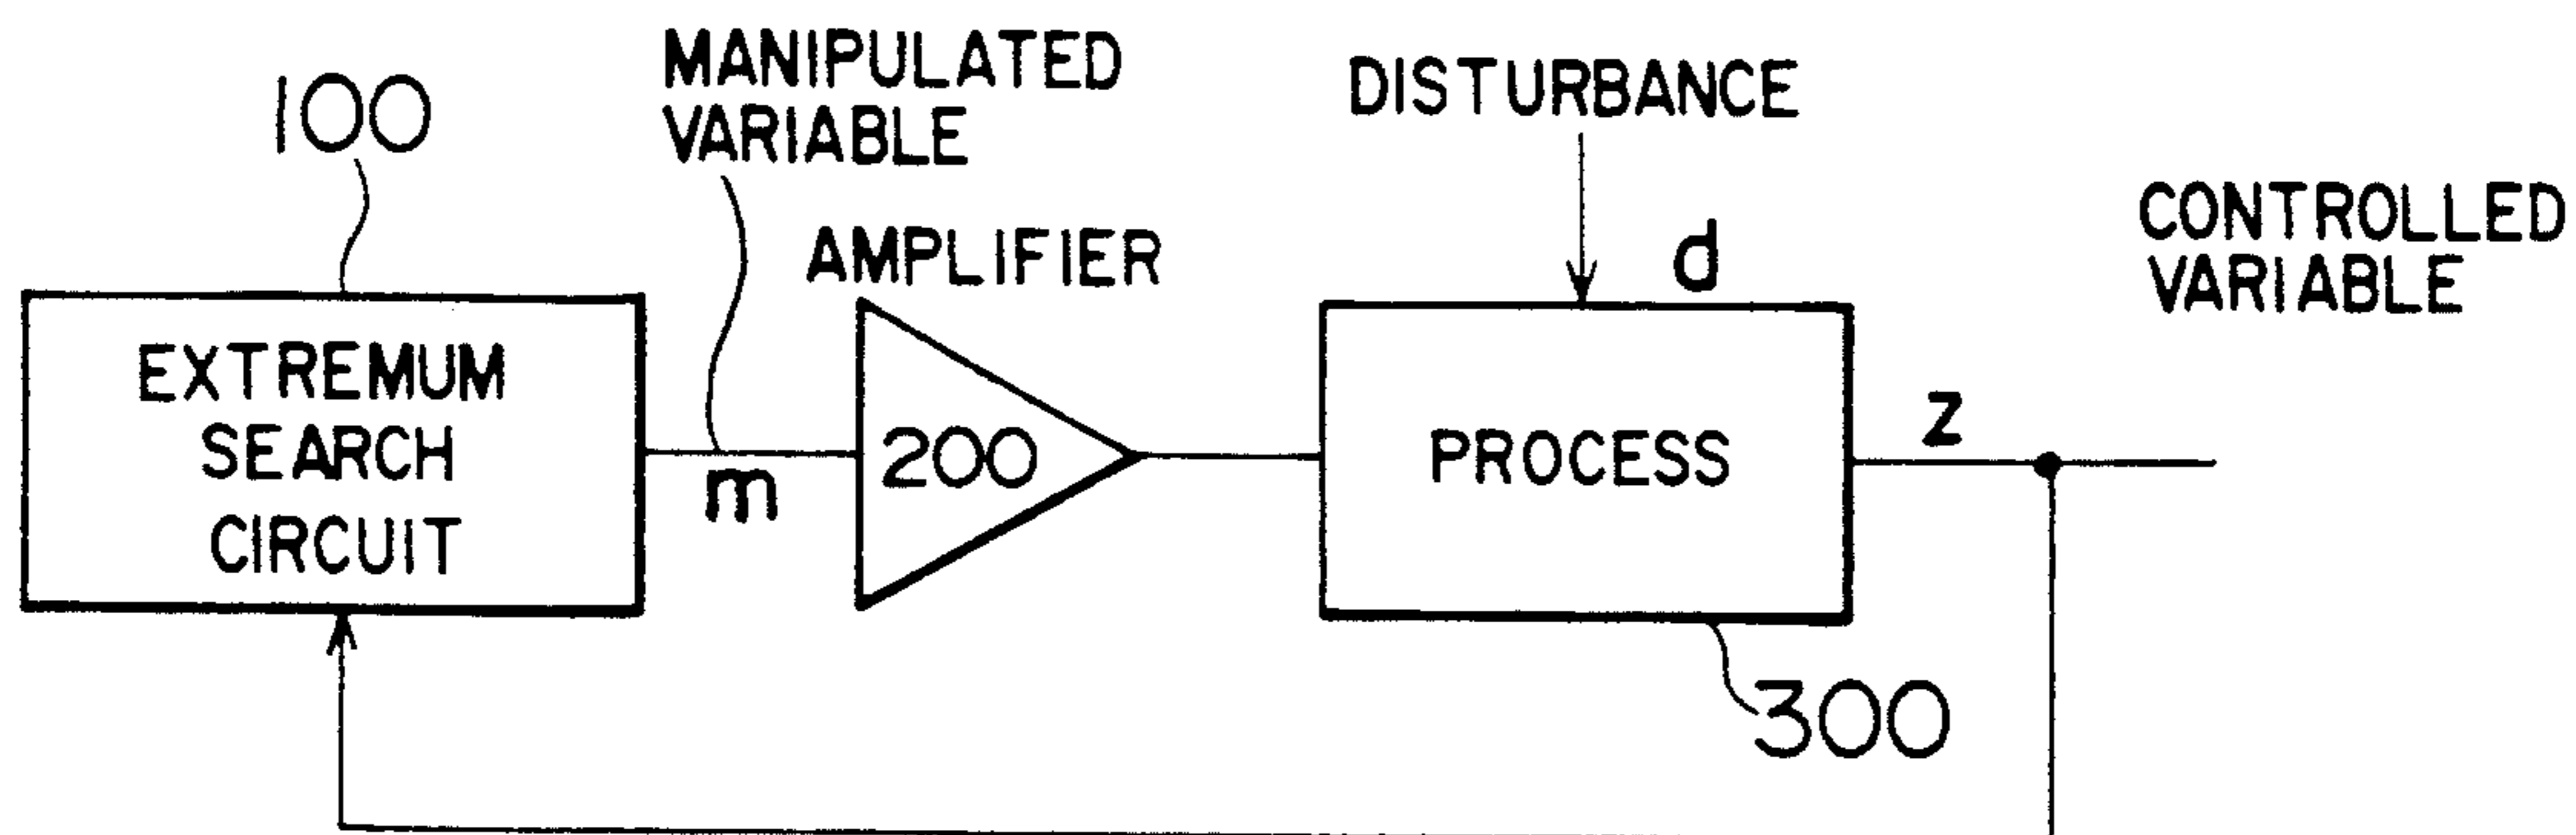 100
MANIPULATED
VARIABLE
DISTURBANCE
AMPLIFIER
d
CONTROLLED
VARIABLE
EXTREMUM
SEARCH
CIRCUIT
m
200
PROCESS
z
300